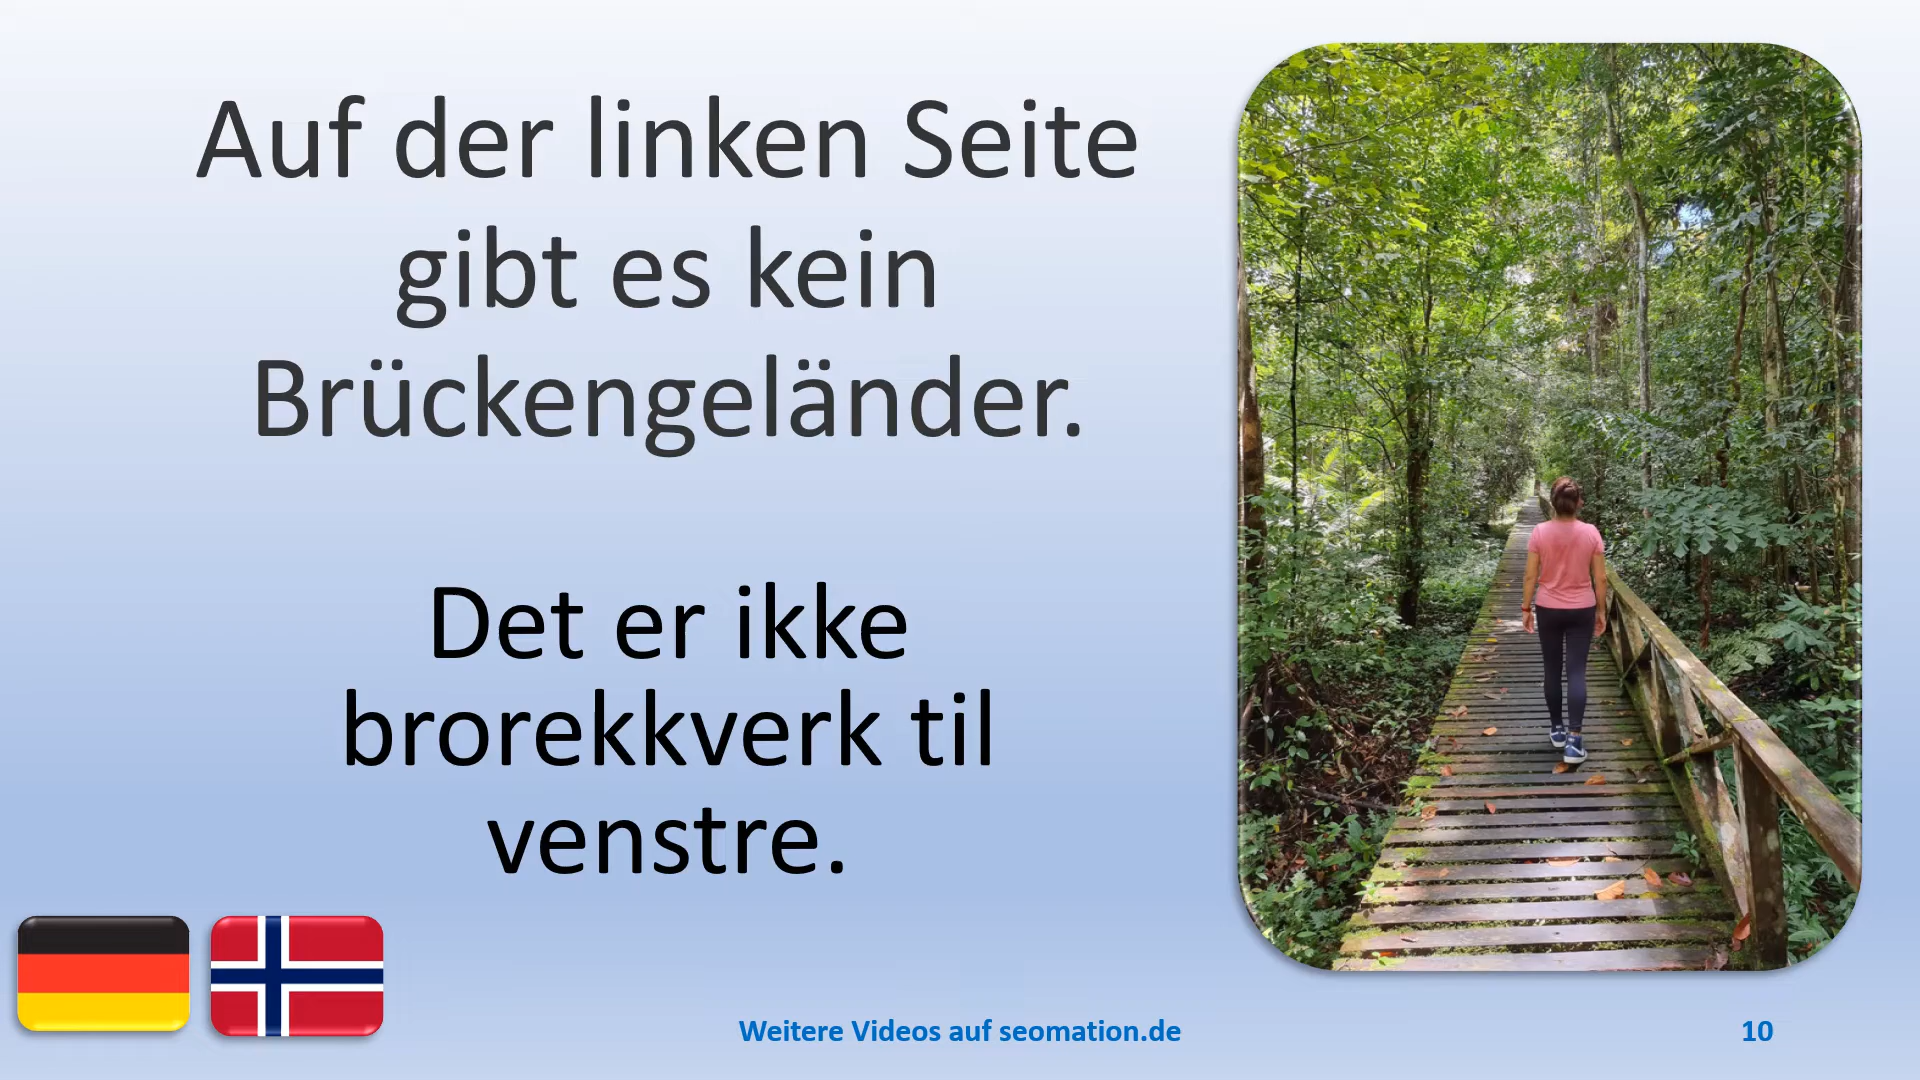 Auf der linken Seite
gibt es kein
Brückengeländer.
Det er ikke
brorekkverk til
venstre.
Weitere Videos auf seomation.de
10